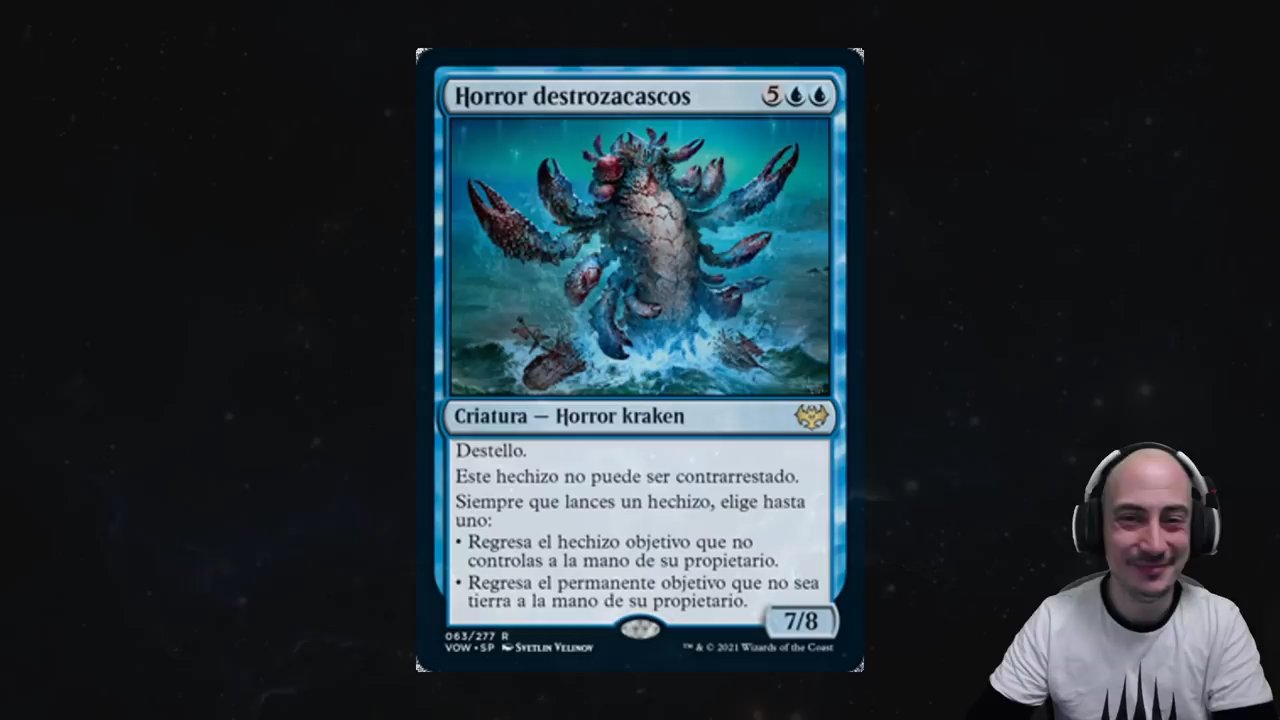 Horror destrozacascos 5
Criatura — Horror kraken
Destello.
Este hechizo no puede ser contrarrestado.
Siempre que lances un hechizo, elige hasta
uno:
• Regresa el hechizo objetivo que no
controlas a la mano de su propietario.
• Regresa el permanente objetivo que no sea
tierra a la mano de su propietario.
7/8
063/277 R
VOW • SP Svetlin Velinov
™ & © 2021 Wizards of the Coast